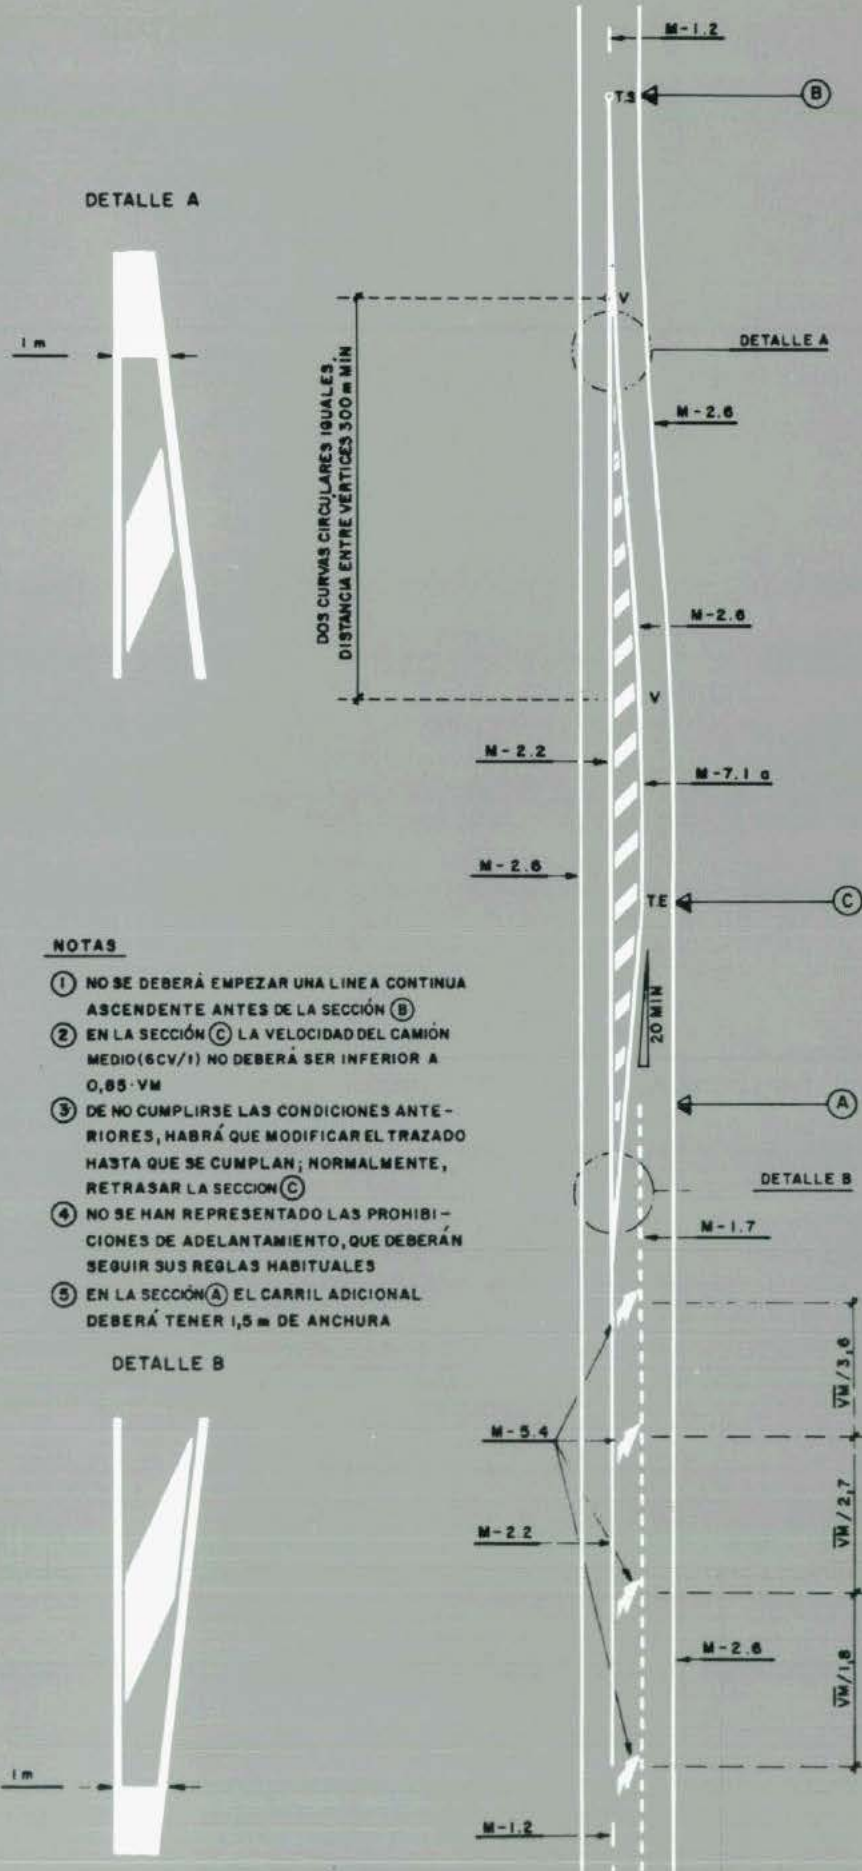 M-1.2
T.S
B
DETALLE A
1 m
V
DETALLE A
M-2.6
DOS CURVAS CIRCULARES IGUALES,
DISTANCIA ENTRE VÉRTICES 300 m MIN
M-2.6
V
M-2.2
M-7.1 a
M-2.6
T.E
C
NOTAS
1 NO SE DEBERÁ EMPEZAR UNA LINEA CONTINUA
ASCENDENTE ANTES DE LA SECCIÓN B
2 EN LA SECCIÓN C LA VELOCIDAD DEL CAMIÓN
MEDIO (6CV/t) NO DEBERÁ SER INFERIOR A
0,85·VM
3 DE NO CUMPLIRSE LAS CONDICIONES ANTE-
RIORES, HABRÁ QUE MODIFICAR EL TRAZADO
HASTA QUE SE CUMPLAN; NORMALMENTE,
RETRASAR LA SECCION C
4 NO SE HAN REPRESENTADO LAS PROHIBI-
CIONES DE ADELANTAMIENTO, QUE DEBERÁN
SEGUIR SUS REGLAS HABITUALES
5 EN LA SECCIÓN A EL CARRIL ADICIONAL
DEBERÁ TENER 1,5 m DE ANCHURA
20 MIN
A
DETALLE B
M-1.7
DETALLE B
VM/3,6
M-5.4
VM/2,7
M-2.2
M-2.6
VM/1,8
1 m
M-1.2